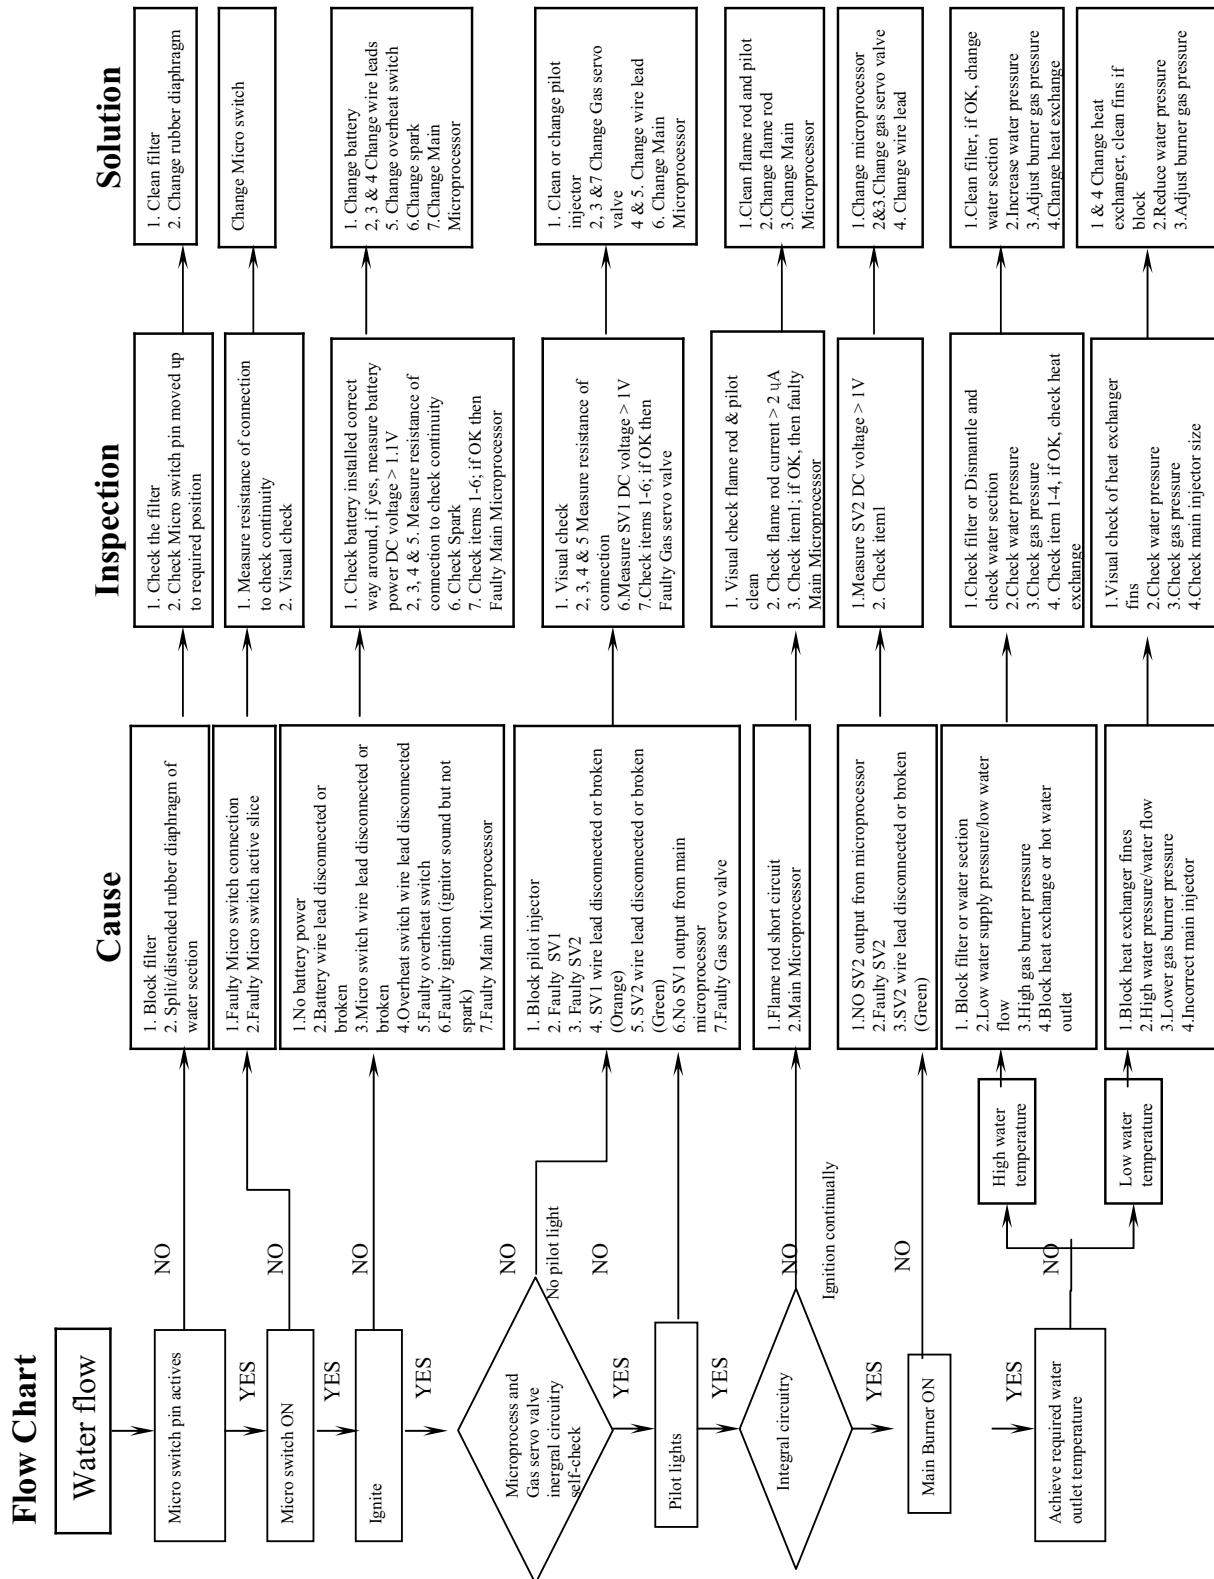 Flow Chart
Cause
Inspection
Solution
Water flow
Micro switch pin actives
NO
1. Block filter
2. Split/distended rubber diaphragm of
water section
1. Check the filter
2. Check Micro switch pin moved up
to required position
1. Clean filter
2. Change rubber diaphragm
YES
Micro switch ON
NO
1.Faulty Micro switch connection
2.Faulty Micro switch active slice
1. Measure resistance of connection
to check continuity
2. Visual check
Change Micro switch
YES
Ignite
NO
1.No battery power
2.Battery wire lead disconnected or
broken
3.Micro switch wire lead disconnected or
broken
4.Overheat switch wire lead disconnected
5.Faulty overheat switch
6.Faulty ignition (ignitor sound but not
spark)
7.Faulty Main Microprocessor
1. Check battery installed correct
way around, if yes, measure battery
power DC voltage > 1.1V
2, 3, 4 & 5. Measure resistance of
connection to check continuity
6. Check Spark
7. Check items 1-6; if OK then
Faulty Main Microprocessor
1. Change battery
2, 3 & 4 Change wire leads
5. Change overheat switch
6.Change spark
7.Change Main
Microprocessor
YES
Microprocess and
Gas servo valve
inergral circuitry
self-check
NO
No pilot light
1. Block pilot injector
2. Faulty SV1
3. Faulty SV2
4. SV1 wire lead disconnected or broken
(Orange)
5. SV2 wire lead disconnected or broken
(Green)
6.No SV1 output from main
microprocessor
7.Faulty Gas servo valve
1. Visual check
2, 3, 4 & 5 Measure resistance of
connection
6.Measure SV1 DC voltage > 1V
7.Check items 1-6; if OK then
Faulty Gas servo valve
1. Clean or change pilot
injector
2, 3 &7 Change Gas servo
valve
4 & 5. Change wire lead
6. Change Main
Microprocessor
YES
Pilot lights
NO
YES
Integral circuitry
NO
Ignition continually
1.Flame rod short circuit
2.Main Microprocessor
1. Visual check flame rod & pilot
clean
2. Check flame rod current > 2 uA
3. Check item1; if OK, then faulty
Main Microprocessor
1.Clean flame rod and pilot
2.Change flame rod
3.Change Main
Microprocessor
YES
Main Burner ON
NO
1.NO SV2 output from microprocessor
2.Faulty SV2
3.SV2 wire lead disconnected or broken
(Green)
1.Measure SV2 DC voltage > 1V
2. Check item1
1.Change microprocessor
2&3.Change gas servo valve
4. Change wire lead
YES
Achieve required water
outlet temperature
NO
High water
temperature
1. Block filter or water section
2.Low water supply pressure/low water
flow
3.High gas burner pressure
4.Block heat exchange or hot water
outlet
1.Check filter or Dismantle and
check water section
2.Check water pressure
3.Check gas pressure
4. Check item 1-4, if OK, check heat
exchange
1.Clean filter, if OK, change
water section
2.Increase water pressure
3.Adjust burner gas pressure
4.Change heat exchange
Low water
temperature
1.Block heat exchanger fines
2.High water pressure/water flow
3.Lower gas burner pressure
4.Incorrect main injector
1.Visual check of heat exchanger
fins
2.Check water pressure
3.Check gas pressure
4.Check main injector size
1 & 4 Change heat
exchanger, clean fins if
block
2.Reduce water pressure
3.Adjust burner gas pressure